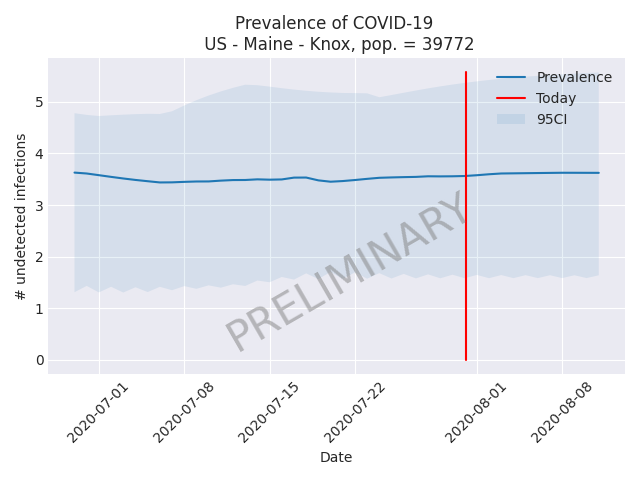 Prevalence of COVID-19
US - Maine - Knox, pop. = 39772
Prevalence
Today
95CI
# undetected infections
5
4
3
2
1
0
PRELIMINARY
2020-07-01
2020-07-08
2020-07-15
2020-07-22
2020-08-01
2020-08-08
Date